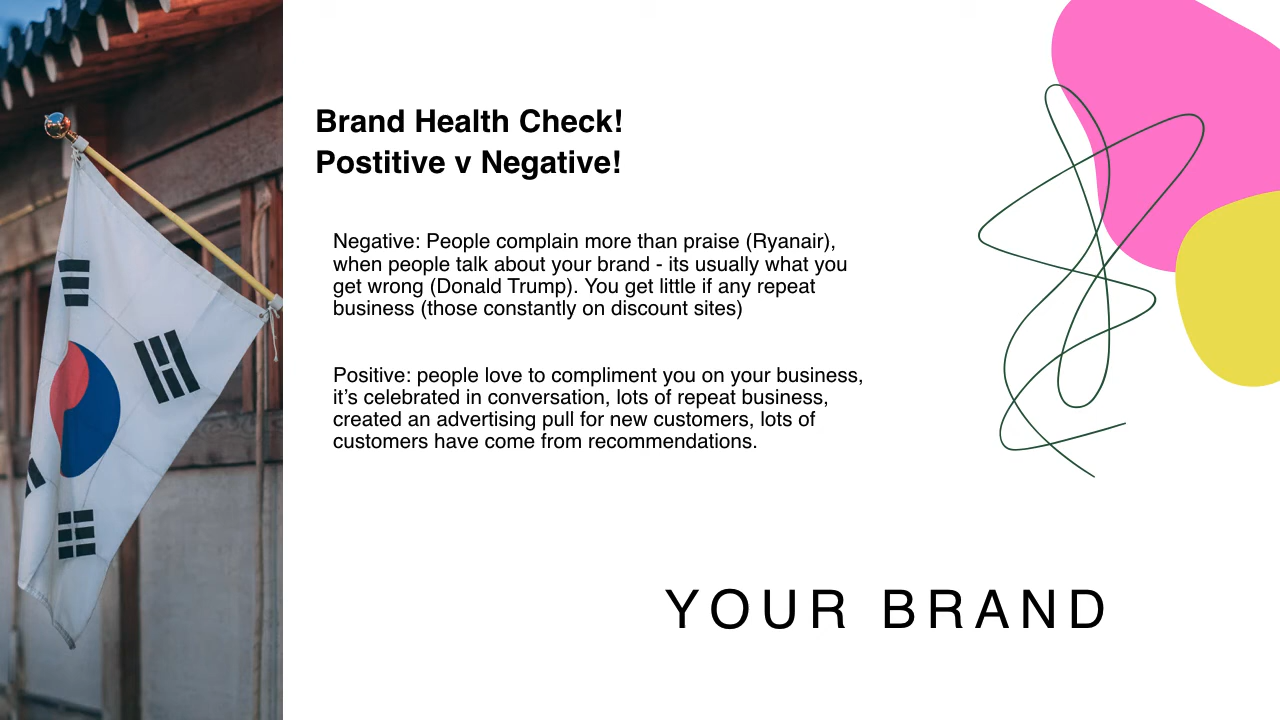 Brand Health Check!
Postitive v Negative!
Negative: People complain more than praise (Ryanair),
when people talk about your brand - its usually what you
get wrong (Donald Trump). You get little if any repeat
business (those constantly on discount sites)
Positive: people love to compliment you on your business,
it’s celebrated in conversation, lots of repeat business,
created an advertising pull for new customers, lots of
customers have come from recommendations.
YOUR BRAND